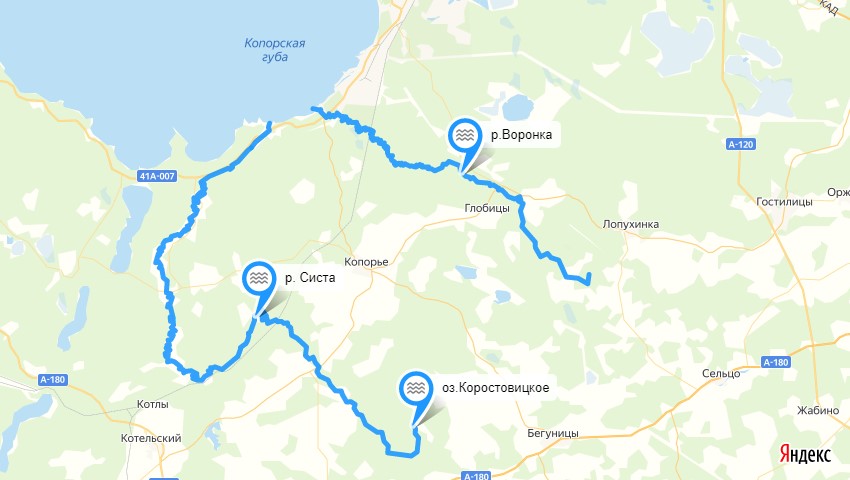 КАД
Копорская
губа
р.Воронка
А-120
41А-007
Гостилицы
Орж
Глобицы
Лопухинка
Копорье
р. Систа
Сельцо
А-180
А-180
оз.Коростовицкое
Котлы
Жабино
Котельский
Бегуницы
Яндекс
А-180